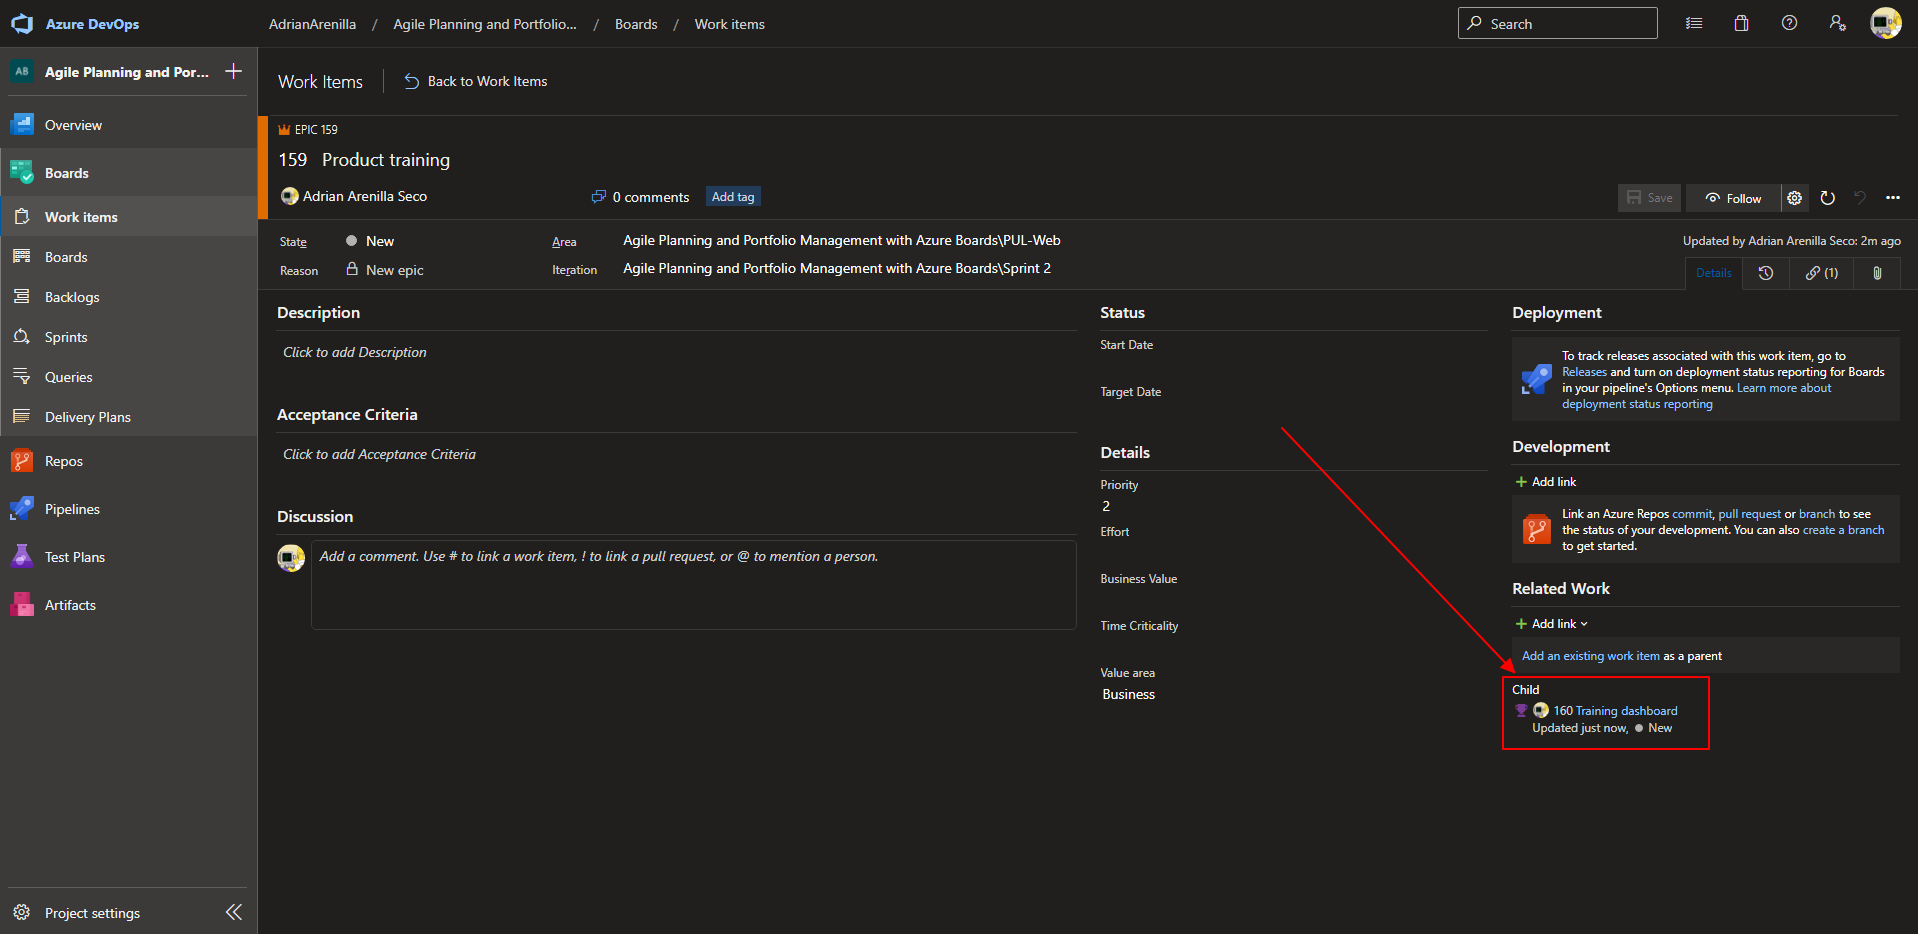 Azure DevOps
AdrianArenilla / Agile Planning and Portfolio... / Boards / Work items
Search
AB
Agile Planning and Por...
Overview
Boards
Work items
Boards
Backlogs
Sprints
Queries
Delivery Plans
Repos
Pipelines
Test Plans
Artifacts
Project settings
Work Items
Back to Work Items
EPIC 159
159 Product training
Adrian Arenilla Seco
0 comments
Add tag
Save
Follow
State
New
Area
Agile Planning and Portfolio Management with Azure Boards\PUL-Web
Reason
New epic
Iteration
Agile Planning and Portfolio Management with Azure Boards\Sprint 2
Updated by Adrian Arenilla Seco: 2m ago
Details
(1)
Description
Click to add Description
Acceptance Criteria
Click to add Acceptance Criteria
Discussion
Add a comment. Use # to link a work item, ! to link a pull request, or @ to mention a person.
Status
Start Date
Target Date
Details
Priority
2
Effort
Business Value
Time Criticality
Value area
Business
Deployment
To track releases associated with this work item, go to
Releases and turn on deployment status reporting for Boards
in your pipeline's Options menu. Learn more about
deployment status reporting
Development
Add link
Link an Azure Repos commit, pull request or branch to see
the status of your development. You can also create a branch
to get started.
Related Work
Add link
Add an existing work item as a parent
Child
160 Training dashboard
Updated just now, New